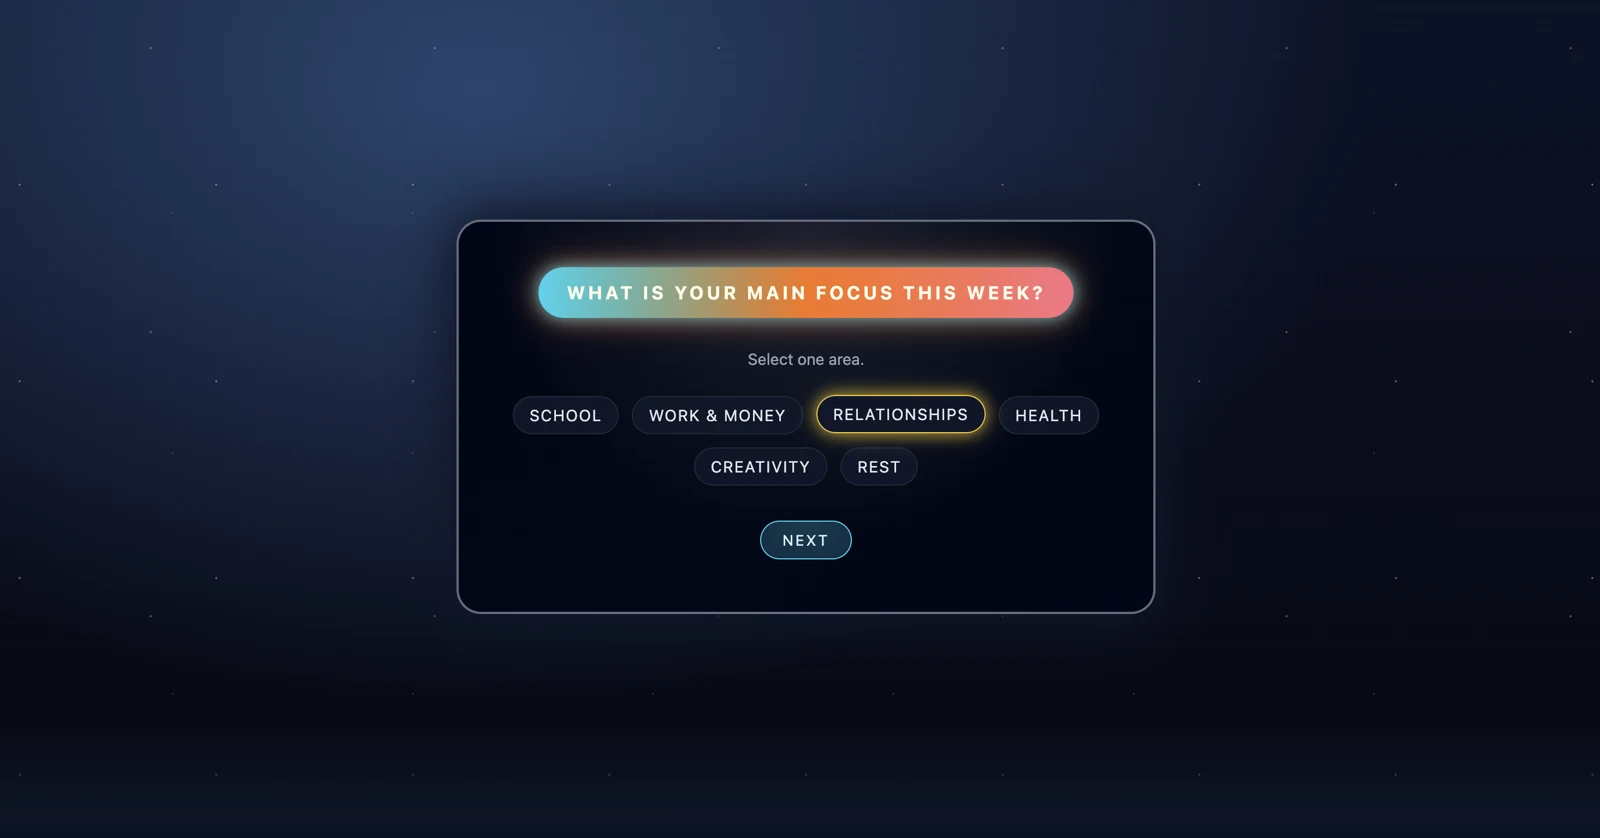 WHAT IS YOUR MAIN FOCUS THIS WEEK?
Select one area.
SCHOOL WORK & MONEY RELATIONSHIPS HEALTH
CREATIVITY REST
NEXT